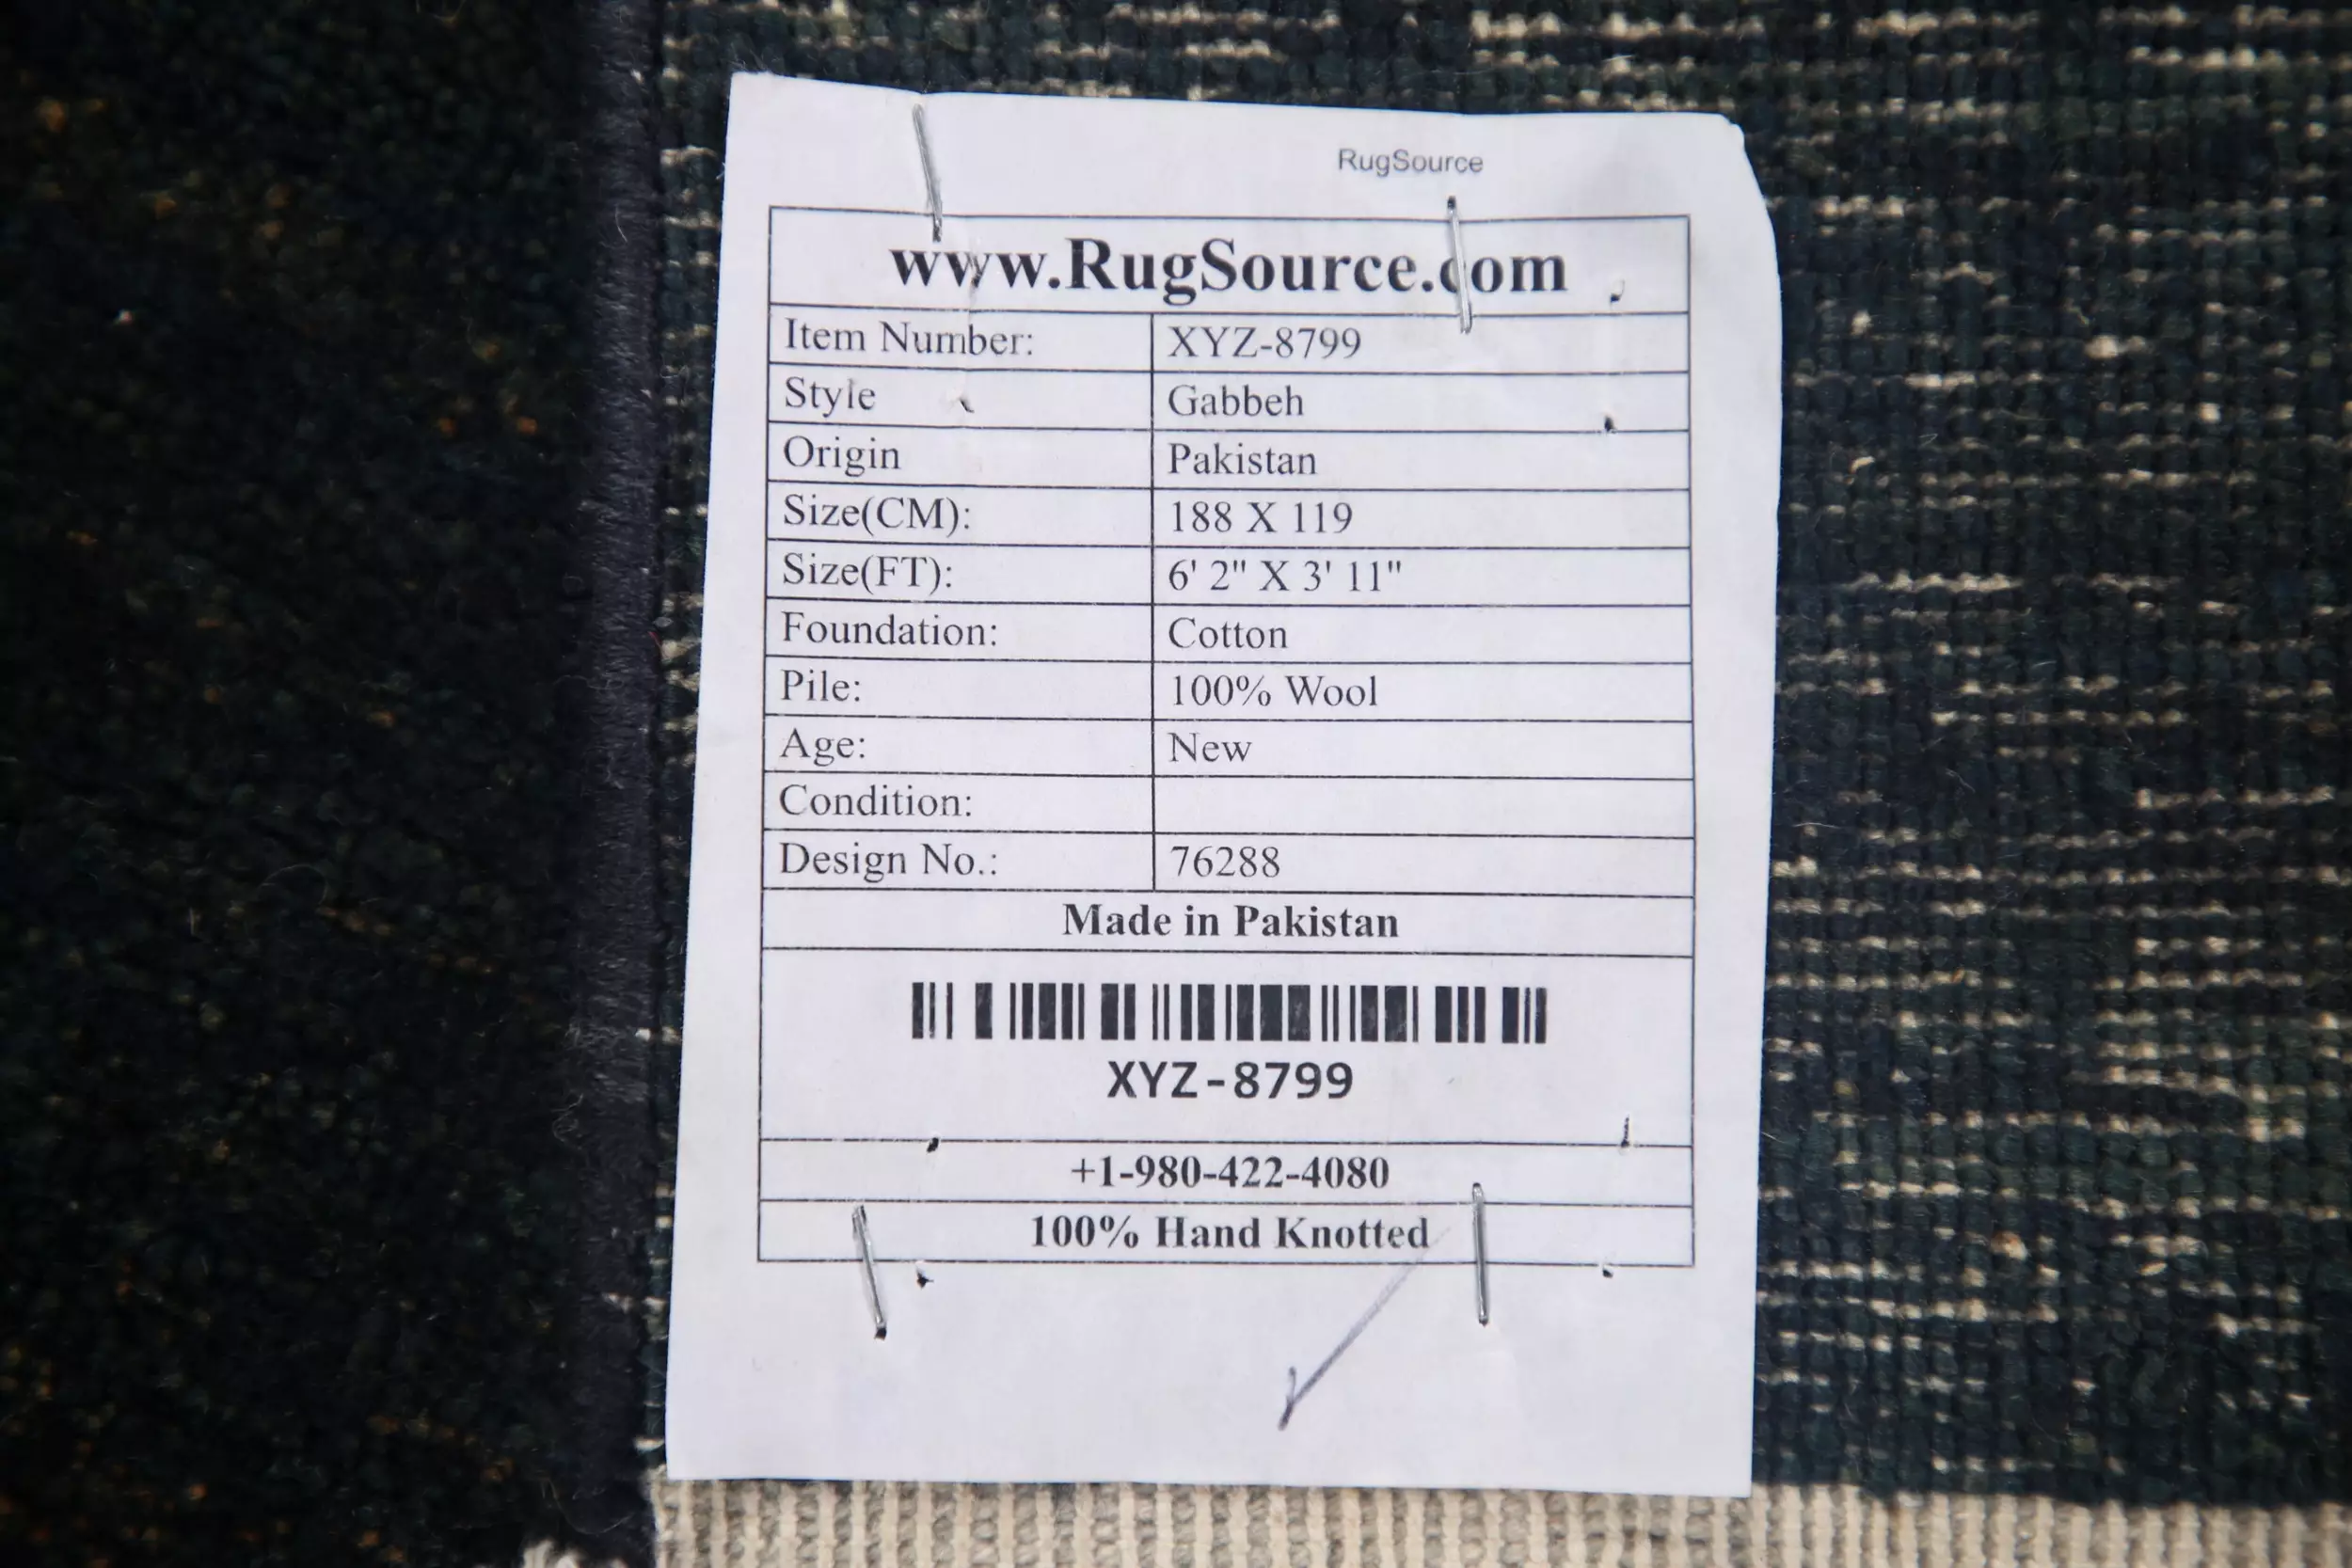 RugSource
www.RugSource.com
Item Number: XYZ-8799
Style Gabbeh
Origin Pakistan
Size(CM): 188 X 119
Size(FT): 6' 2" X 3' 11"
Foundation: Cotton
Pile: 100% Wool
Age: New
Condition:
Design No.: 76288
Made in Pakistan
XYZ-8799
+1-980-422-4080
100% Hand Knotted